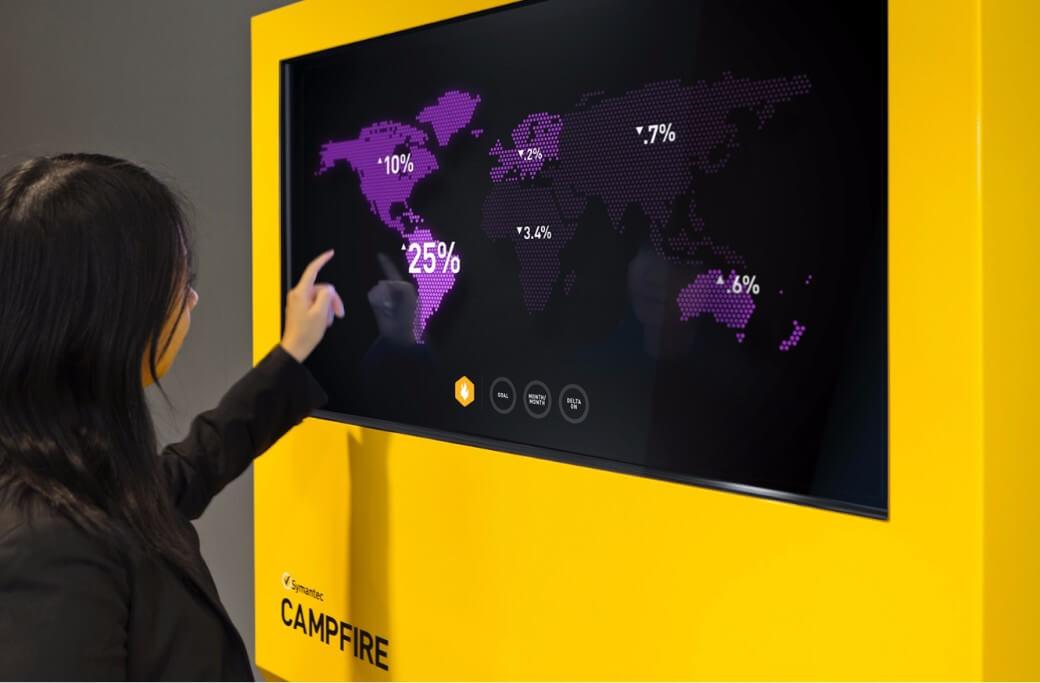 ▲10%
▼.2%
▼.7%
▲25%
▼3.4%
▲.6%
GOAL
MONTH/
MONTH
DELTA
ON
Symantec
CAMPFIRE